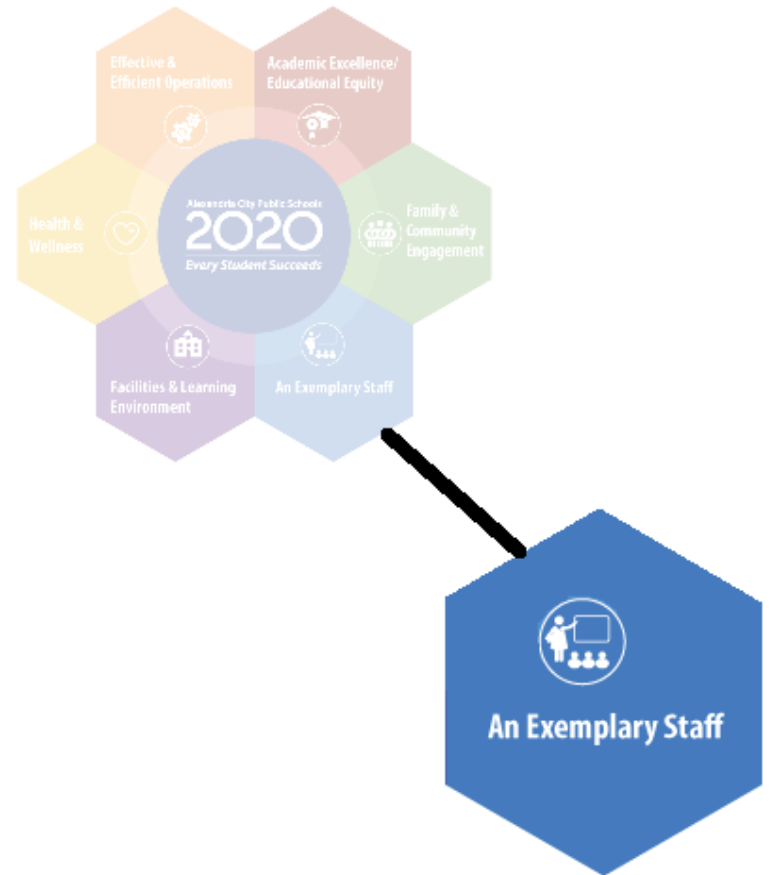 Effective &
Efficient Operations
Academic Excellence/
Educational Equity
Health &
Wellness
Alexandria City Public Schools
2020
Every Student Succeeds
Family &
Community
Engagement
Facilities & Learning
Environment
An Exemplary Staff
An Exemplary Staff